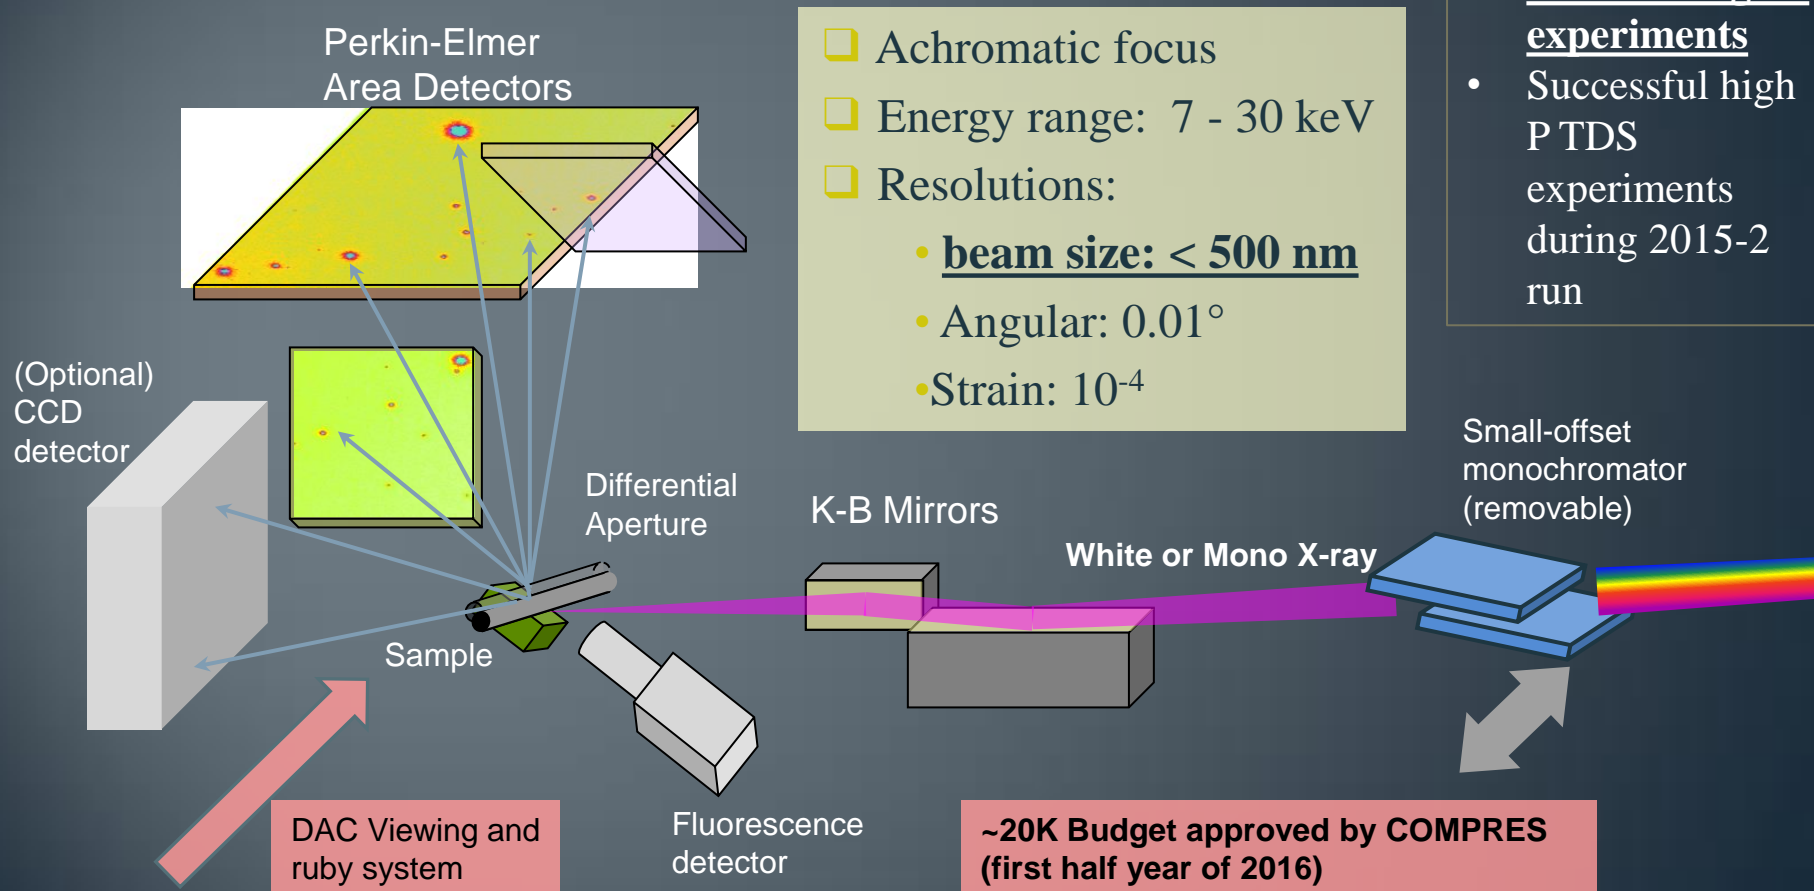 Perkin-Elmer
Area Detectors
Achromatic focus
Energy range: 7 - 30 keV
Resolutions:
• beam size: < 500 nm
• Angular: 0.01°
•Strain: 10⁻⁴
experiments
• Successful high
P TDS
experiments
during 2015-2
run
(Optional)
CCD
detector
Differential
Aperture
K-B Mirrors
White or Mono X-ray
Small-offset
monochromator
(removable)
Sample
DAC Viewing and
ruby system
Fluorescence
detector
~20K Budget approved by COMPRES
(first half year of 2016)